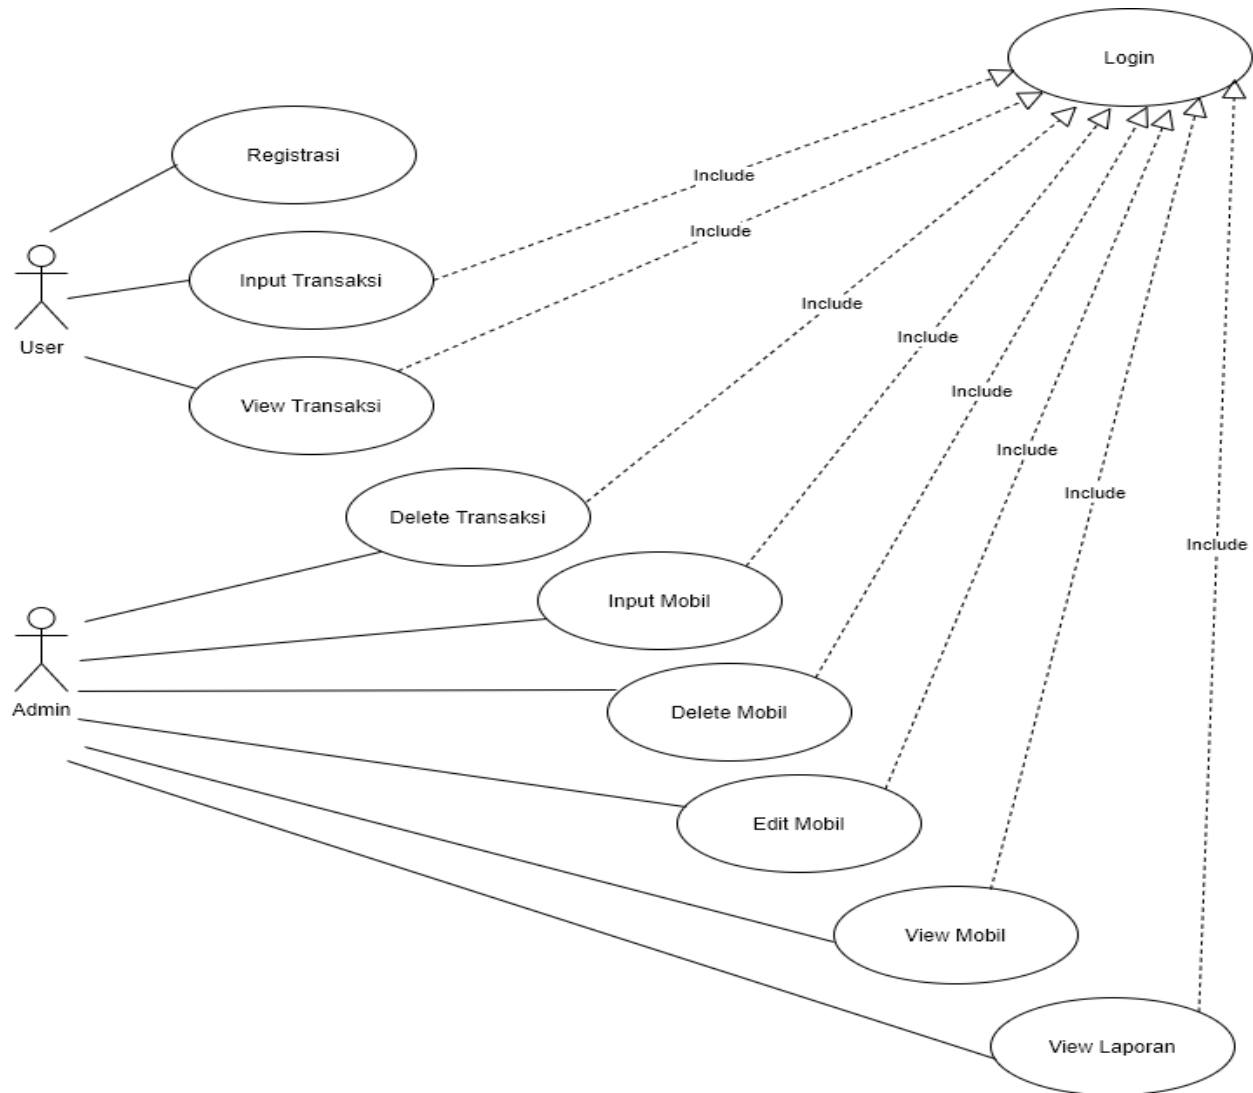 Login
Registrasi
Include
Include
Input Transaksi
Include
User
Include
View Transaksi
Include
Include
Include
Delete Transaksi
Include
Input Mobil
Admin
Delete Mobil
Edit Mobil
View Mobil
View Laporan